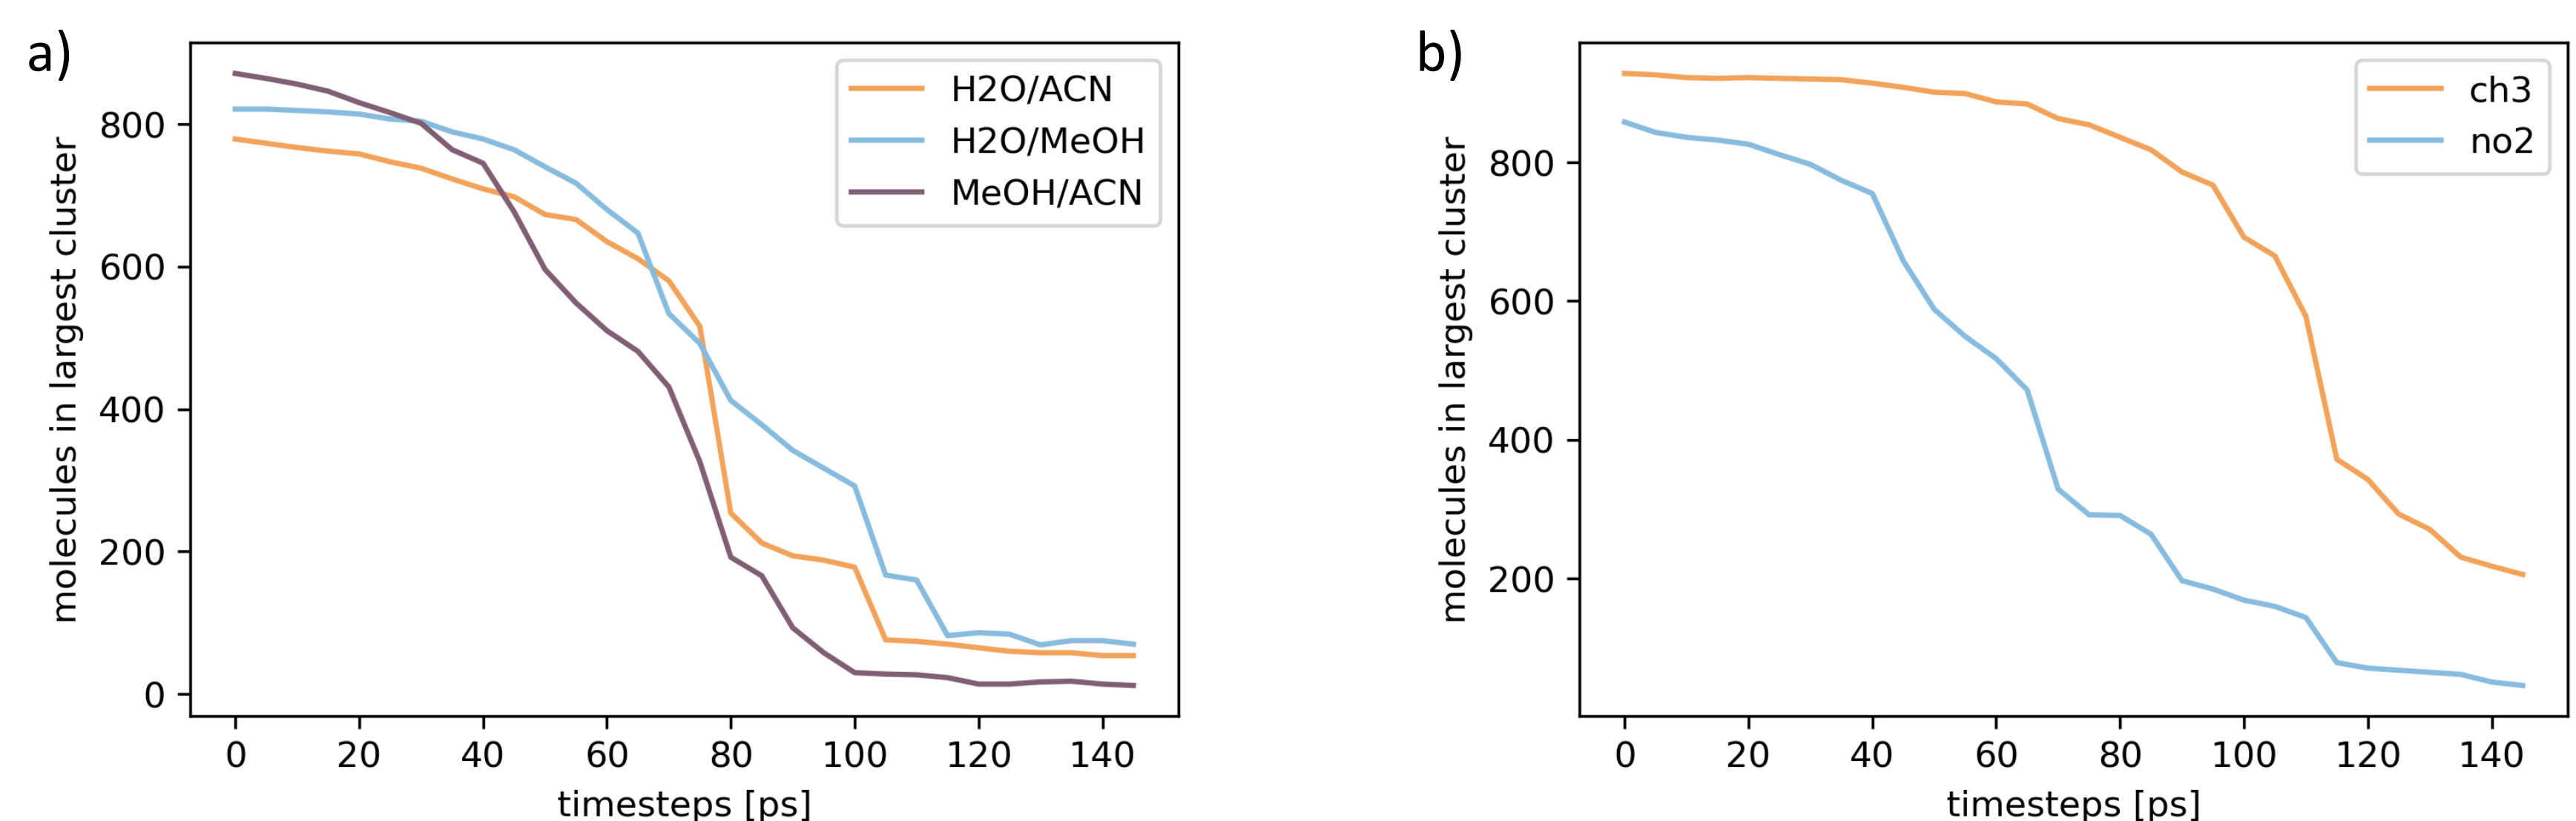 a)
molecules in largest cluster
800
600
400
200
0
0 20 40 60 80 100 120 140
timesteps [ps]
H2O/ACN
H2O/MeOH
MeOH/ACN
b)
molecules in largest cluster
800
600
400
200
0 20 40 60 80 100 120 140
timesteps [ps]
ch3
no2